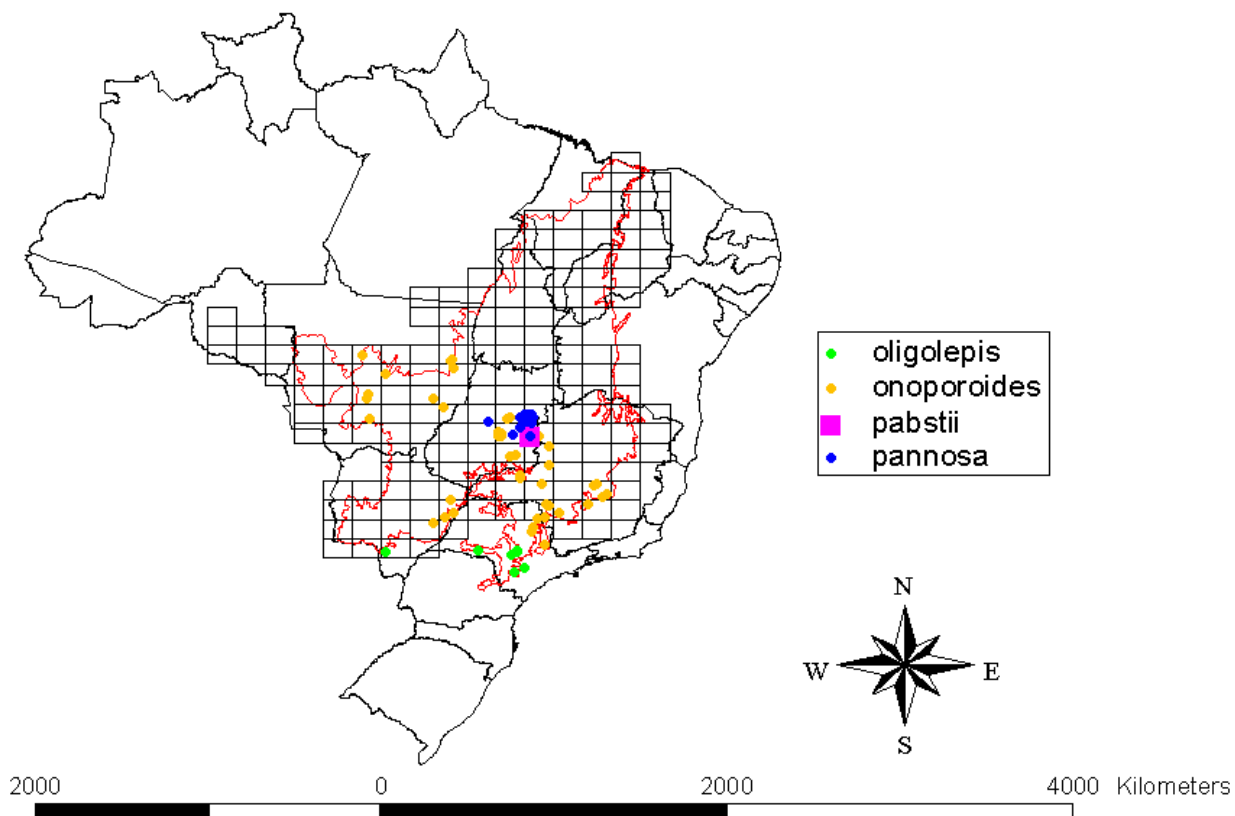 oligolepis
onoporoides
pabstii
pannosa
N
W E
S
2000 0 2000 4000 Kilometers